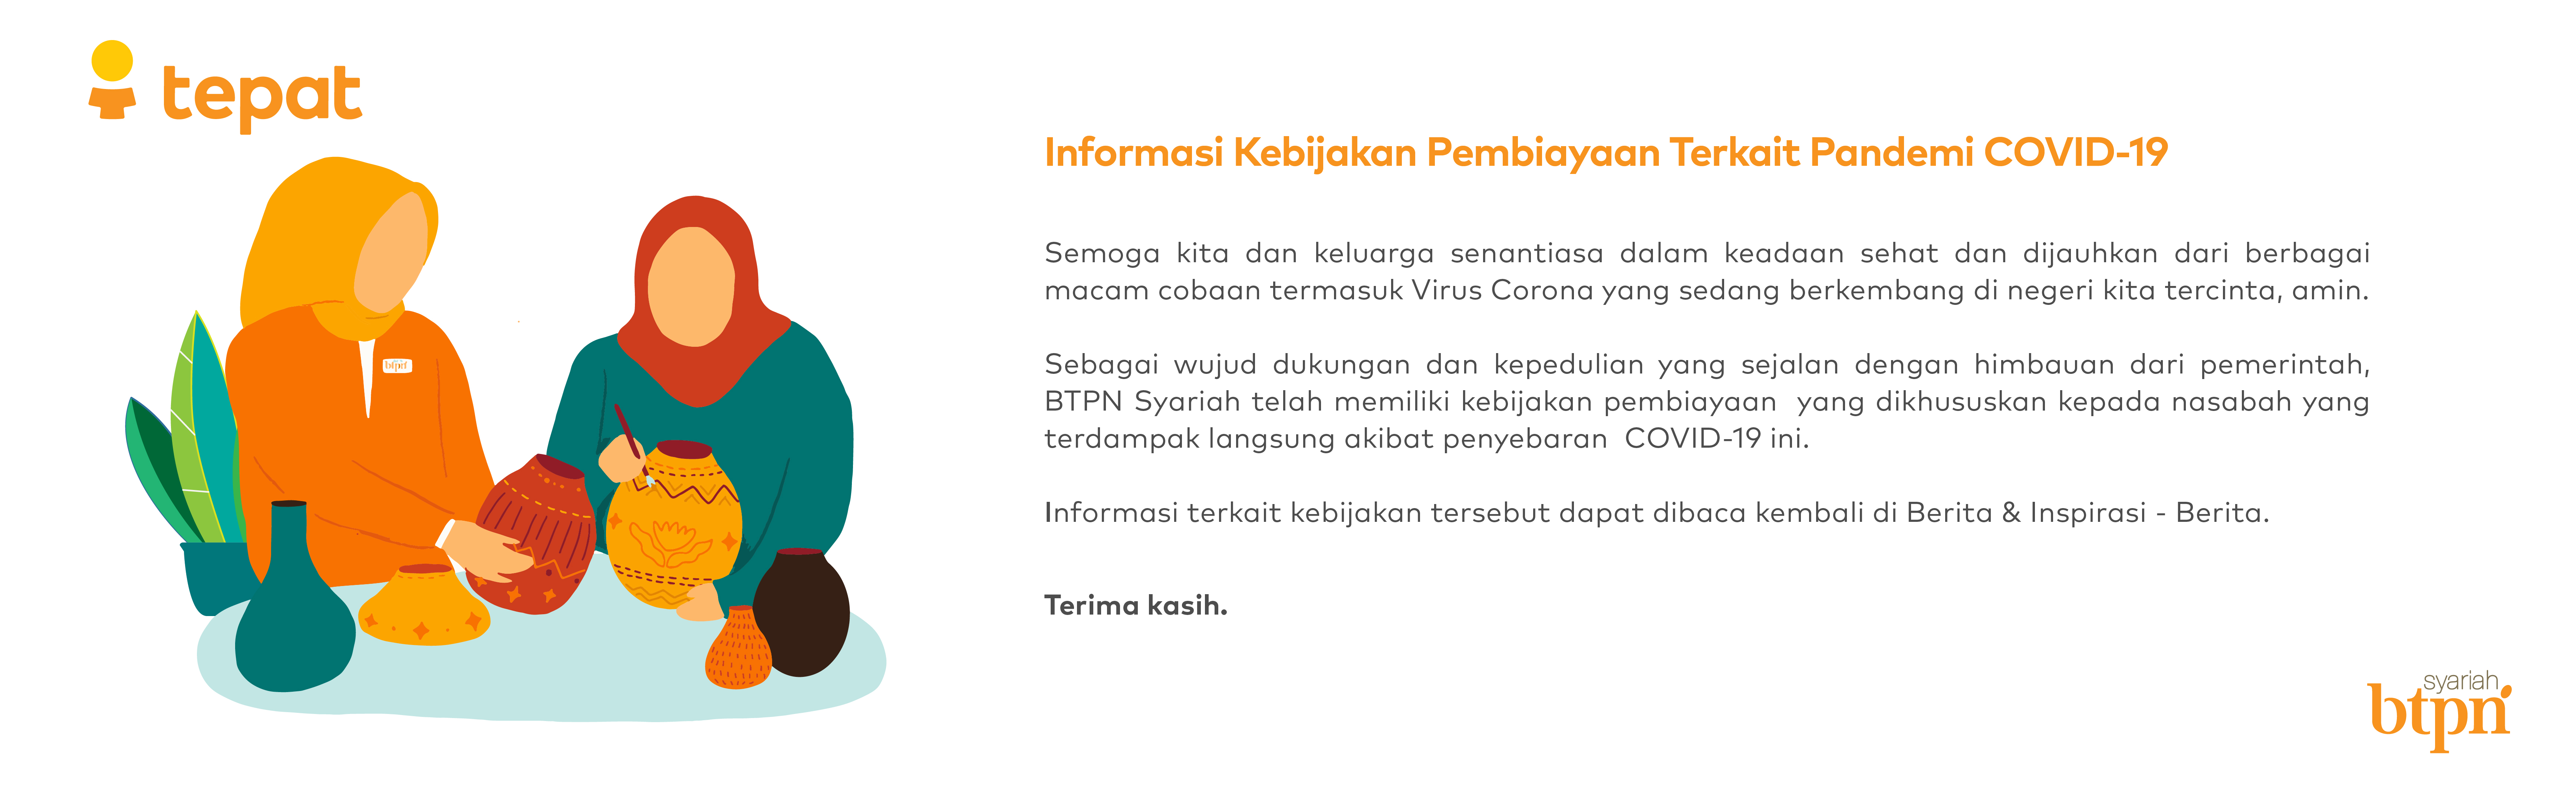 tepat
Informasi Kebijakan Pembiayaan Terkait Pandemi COVID-19
Semoga kita dan keluarga senantiasa dalam keadaan sehat dan dijauhkan dari berbagai
macam cobaan termasuk Virus Corona yang sedang berkembang di negeri kita tercinta, amin.
Sebagai wujud dukungan dan kepedulian yang sejalan dengan himbauan dari pemerintah,
BTPN Syariah telah memiliki kebijakan pembiayaan yang dikhususkan kepada nasabah yang
terdampak langsung akibat penyebaran COVID-19 ini.
Informasi terkait kebijakan tersebut dapat dibaca kembali di Berita & Inspirasi - Berita.
Terima kasih.
btpn
syariah
btpn